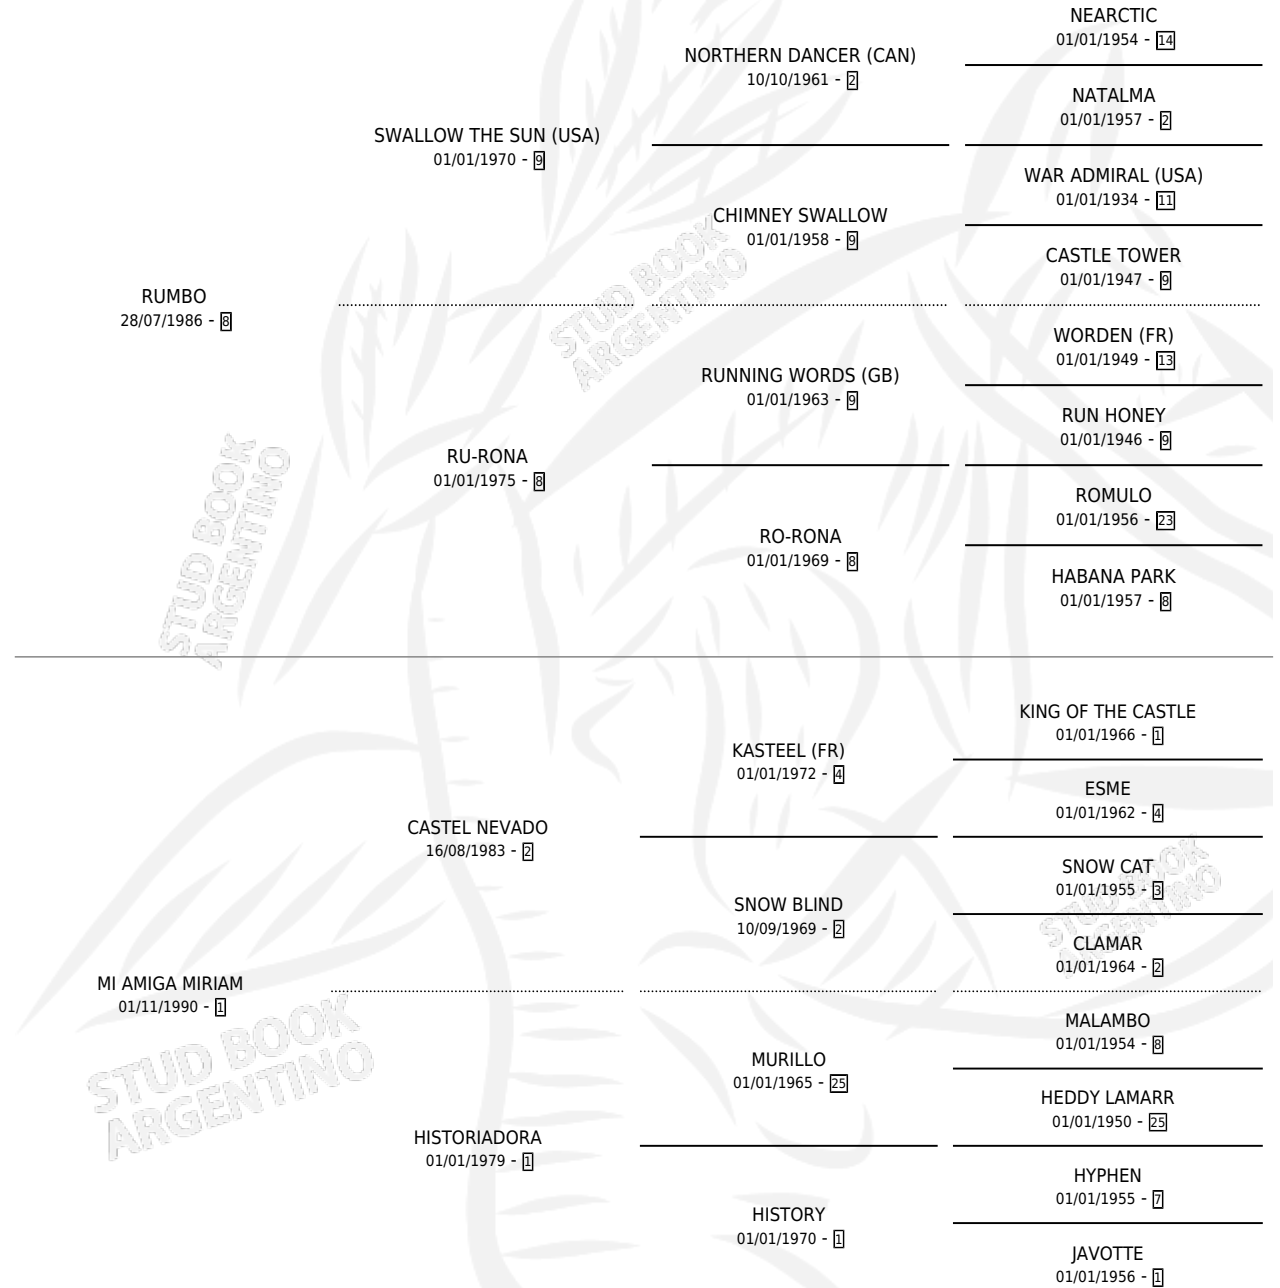 NEARCTIC
01/01/1954 - 14
NORTHERN DANCER (CAN)
10/10/1961 - 2
NATALMA
01/01/1957 - 2
SWALLOW THE SUN (USA)
01/01/1970 - 9
WAR ADMIRAL (USA)
01/01/1934 - 11
CHIMNEY SWALLOW
01/01/1958 - 9
CASTLE TOWER
01/01/1947 - 9
RUMBO
28/07/1986 - 8
STUD BOOK
ARGENTINO
WORDEN (FR)
01/01/1949 - 13
RUNNING WORDS (GB)
01/01/1963 - 9
RUN HONEY
01/01/1946 - 9
RU-RONA
01/01/1975 - 8
ROMULO
01/01/1956 - 23
RO-RONA
01/01/1969 - 8
HABANA PARK
01/01/1957 - 8
STUD BOOK
ARGENTINO
KING OF THE CASTLE
01/01/1966 - 1
KASTEEL (FR)
01/01/1972 - 4
ESME
01/01/1962 - 4
CASTEL NEVADO
16/08/1983 - 2
SNOW CAT
01/01/1955 - 3
SNOW BLIND
10/09/1969 - 2
CLAMAR
01/01/1964 - 2
STUD BOOK
ARGENTINO
MI AMIGA MIRIAM
01/11/1990 - 1
MALAMBO
01/01/1954 - 8
MURILLO
01/01/1965 - 25
HEDDY LAMARR
01/01/1950 - 25
STUD BOOK
ARGENTINO
HISTORIADORA
01/01/1979 - 1
HYPHEN
01/01/1955 - 7
HISTORY
01/01/1970 - 1
JAVOTTE
01/01/1956 - 1